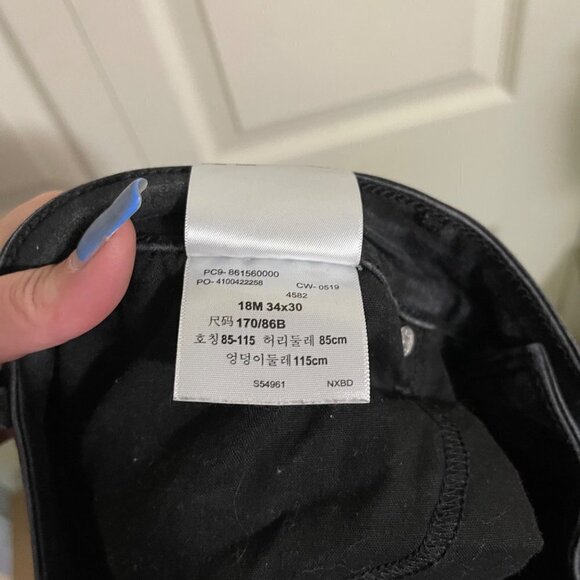 PC9- 861560000
PO- 4100422258 CW- 0519
4582
18M 34x30
尺码 170/86B
호칭 85-115 허리둘레 85cm
엉덩이둘레 115cm
S54961 NXBD